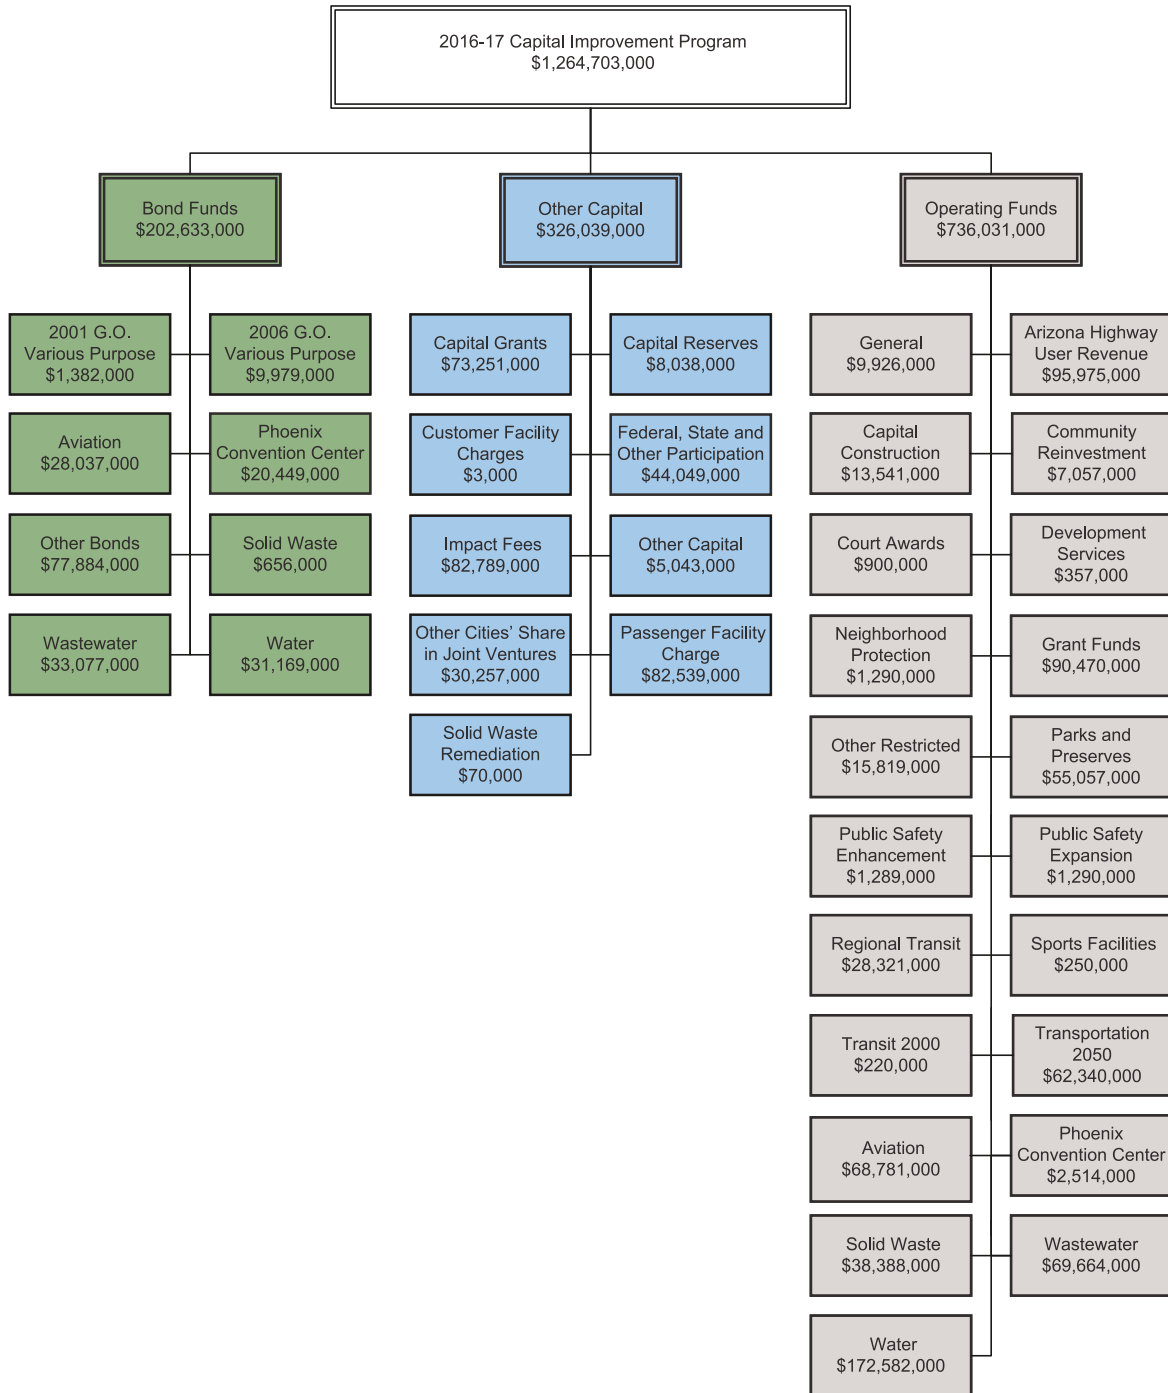 2016-17 Capital Improvement Program
$1,264,703,000
Bond Funds
$202,633,000
Other Capital
$326,039,000
Operating Funds
$736,031,000
2001 G.O.
Various Purpose
$1,382,000
2006 G.O.
Various Purpose
$9,979,000
Aviation
$28,037,000
Phoenix
Convention Center
$20,449,000
Other Bonds
$77,884,000
Solid Waste
$656,000
Wastewater
$33,077,000
Water
$31,169,000
Capital Grants
$73,251,000
Capital Reserves
$8,038,000
Customer Facility
Charges
$3,000
Federal, State and
Other Participation
$44,049,000
Impact Fees
$82,789,000
Other Capital
$5,043,000
Other Cities’ Share
in Joint Ventures
$30,257,000
Passenger Facility
Charge
$82,539,000
Solid Waste
Remediation
$70,000
General
$9,926,000
Arizona Highway
User Revenue
$95,975,000
Capital
Construction
$13,541,000
Community
Reinvestment
$7,057,000
Court Awards
$900,000
Development
Services
$357,000
Neighborhood
Protection
$1,290,000
Grant Funds
$90,470,000
Other Restricted
$15,819,000
Parks and
Preserves
$55,057,000
Public Safety
Enhancement
$1,289,000
Public Safety
Expansion
$1,290,000
Regional Transit
$28,321,000
Sports Facilities
$250,000
Transit 2000
$220,000
Transportation
2050
$62,340,000
Aviation
$68,781,000
Phoenix
Convention Center
$2,514,000
Solid Waste
$38,388,000
Wastewater
$69,664,000
Water
$172,582,000